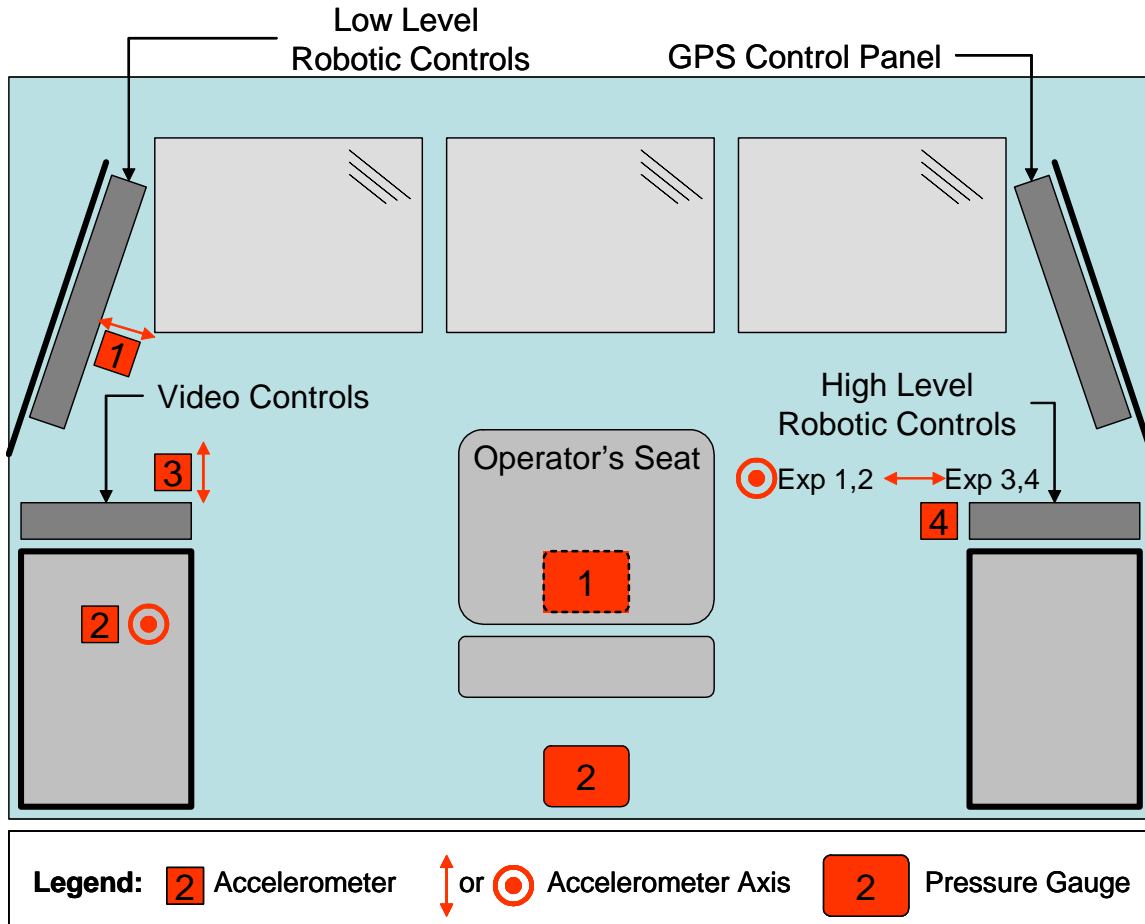 Low Level
Robotic Controls
GPS Control Panel
1
Video Controls
High Level
Robotic Controls
3
Operator's Seat
Exp 1,2
Exp 3,4
4
1
2
2
Legend: 2 Accelerometer or Accelerometer Axis 2 Pressure Gauge